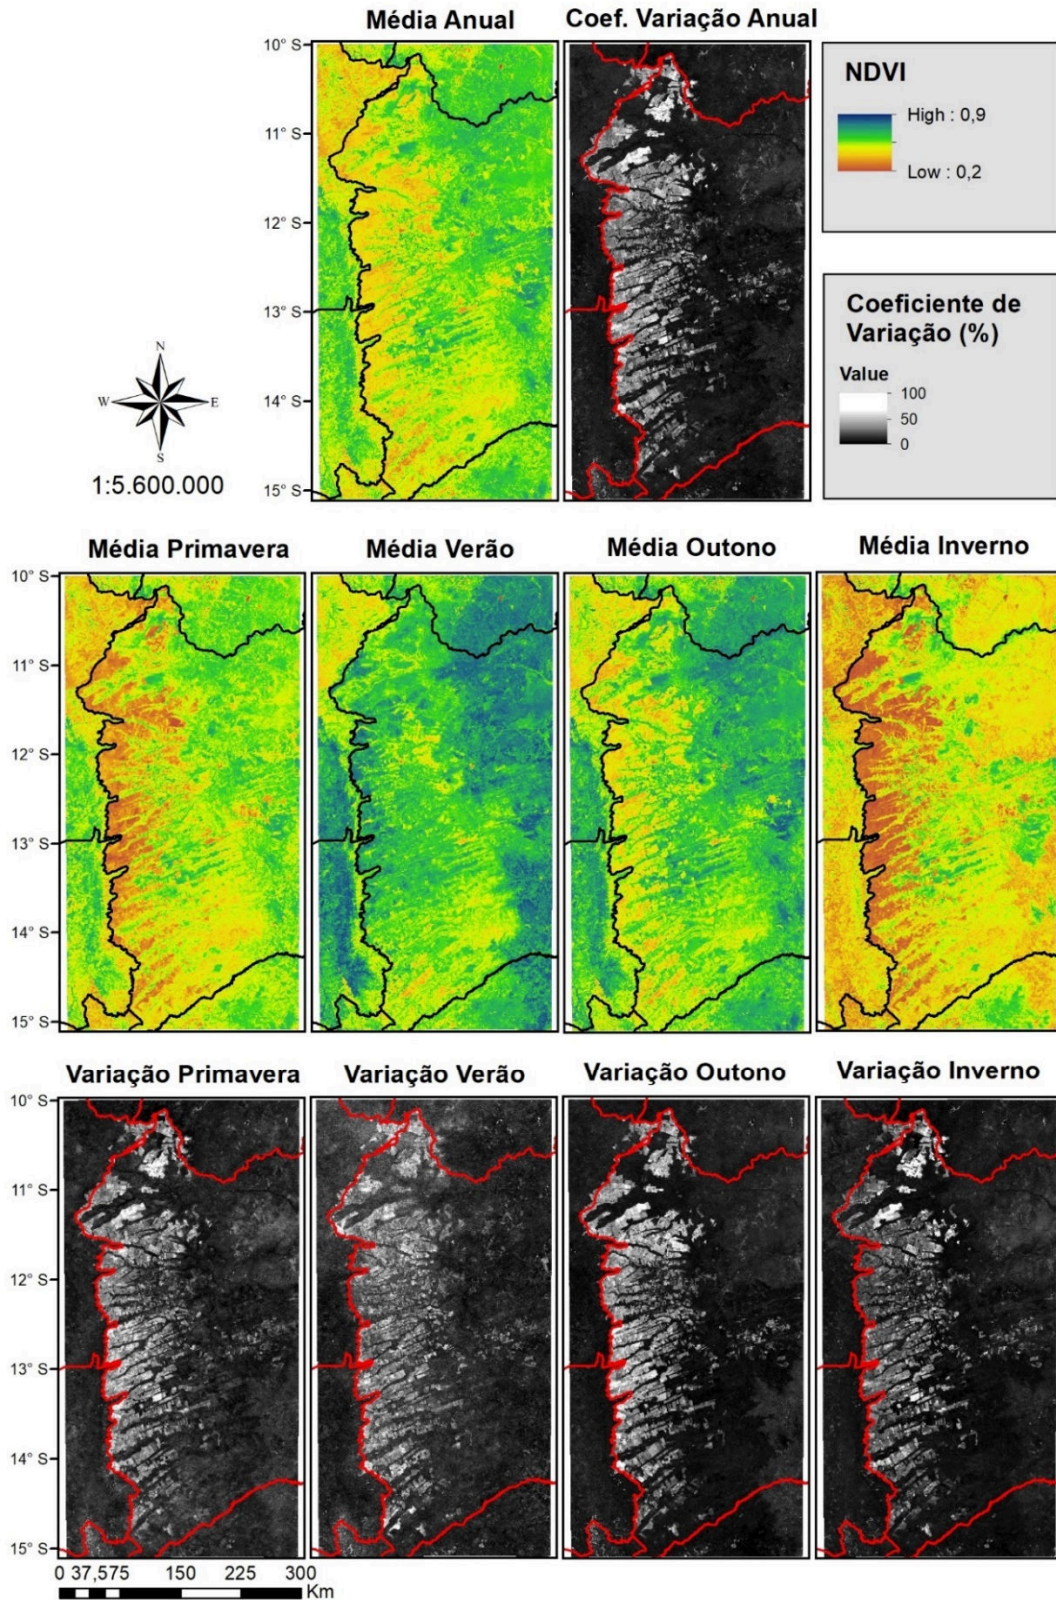 Média Anual
Coef. Variação Anual
10° S
11° S
12° S
13° S
14° S
15° S
NDVI
High : 0,9
Low : 0,2
Coeficiente de
Variação (%)
Value
100
50
0
N
W
E
S
1:5.600.000
Média Primavera
Média Verão
Média Outono
Média Inverno
10° S
11° S
12° S
13° S
14° S
15° S
Variação Primavera
Variação Verão
Variação Outono
Variação Inverno
10° S
11° S
12° S
13° S
14° S
15° S
0 37,575 150 225 300
Km